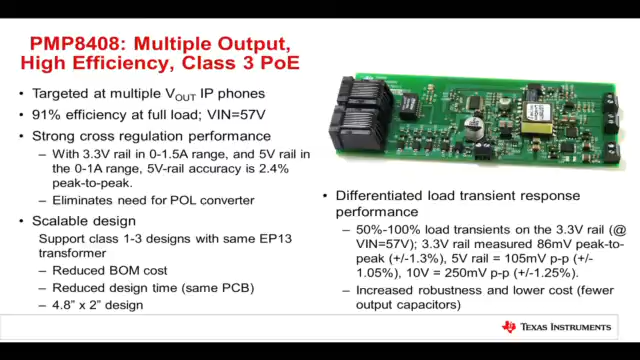 PMP8408: Multiple Output,
High Efficiency, Class 3 PoE
• Targeted at multiple VOUT IP phones
• 91% efficiency at full load; VIN=57V
• Strong cross regulation performance
– With 3.3V rail in 0-1.5A range, and 5V rail in
the 0-1A range, 5V-rail accuracy is 2.4%
peak-to-peak.
– Eliminates need for POL converter
• Scalable design
Support class 1-3 designs with same EP13
transformer
– Reduced BOM cost
– Reduced design time (same PCB)
– 4.8” x 2” design
• Differentiated load transient response
performance
– 50%-100% load transients on the 3.3V rail (@
VIN=57V); 3.3V rail measured 86mV peak-to-
peak (+/-1.3%), 5V rail = 105mV p-p (+/-
1.05%), 10V = 250mV p-p (+/-1.25%).
– Increased robustness and lower cost (fewer
output capacitors)
TEXAS INSTRUMENTS